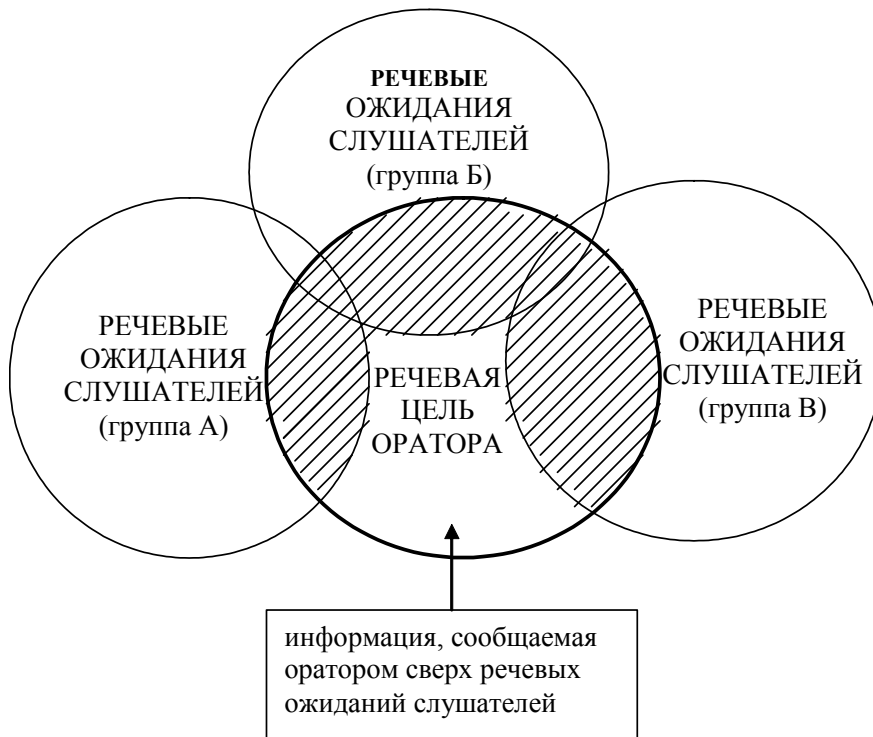 РЕЧЕВЫЕ
ОЖИДАНИЯ
СЛУШАТЕЛЕЙ
(группа Б)
РЕЧЕВЫЕ
ОЖИДАНИЯ
СЛУШАТЕЛЕЙ
(группа А)
РЕЧЕВАЯ
ЦЕЛЬ
ОРАТОРА
РЕЧЕВЫЕ
ОЖИДАНИЯ
СЛУШАТЕЛЕЙ
(группа В)
информация, сообщаемая
оратором сверх речевых
ожиданий слушателей